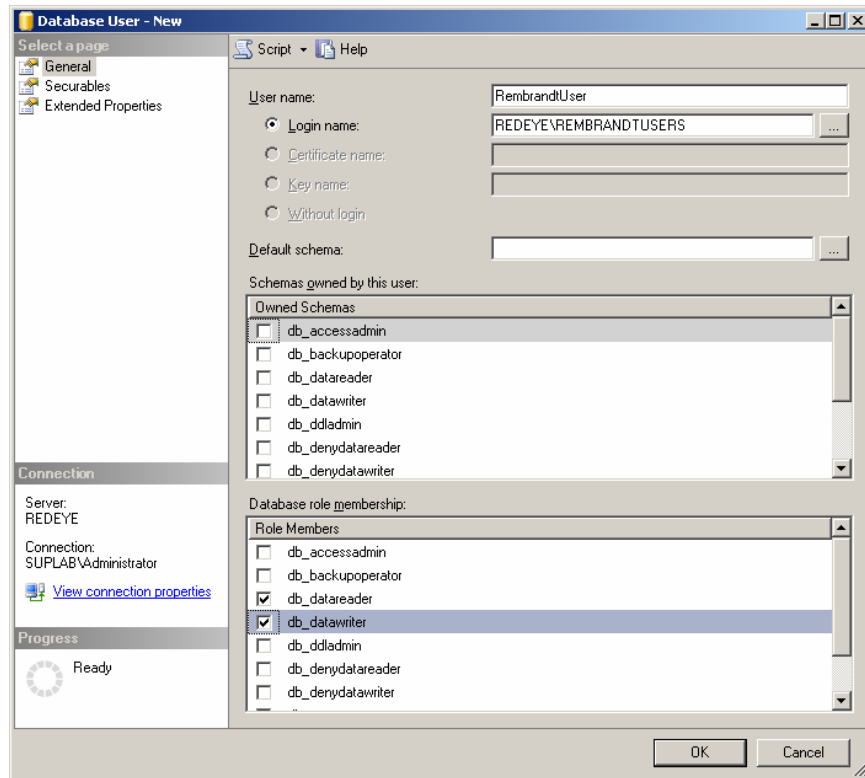 Database User - New
Select a page
General
Securables
Extended Properties
Script
Help
User name:
RembrandtUser
Login name:
REDEYE\REMBRANDTUSERS
...
Certificate name:
Key name:
Without login
Default schema:
...
Schemas owned by this user:
Owned Schemas
db_accessadmin
db_backupoperator
db_datareader
db_datawriter
db_ddladmin
db_denydatareader
db_denydatawriter
Database role membership:
Role Members
db_accessadmin
db_backupoperator
db_datareader
db_datawriter
db_ddladmin
db_denydatareader
db_denydatawriter
Connection
Server:
REDEYE
Connection:
SUPLAB\Administrator
View connection properties
Progress
Ready
OK
Cancel